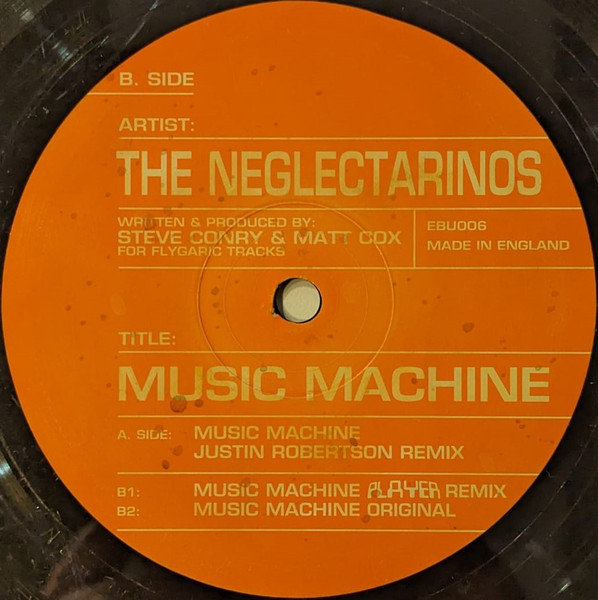 B. SIDE
ARTIST:
THE NEGLECTARINOS
WRITTEN & PRODUCED BY:
STEVE CONRY & MATT COX
FOR FLYGARIC TRACKS
EBU006
MADE IN ENGLAND
TITLE:
MUSIC MACHINE
A. SIDE: MUSIC MACHINE
JUSTIN ROBERTSON REMIX
B1: MUSIC MACHINE PLAYER REMIX
B2: MUSIC MACHINE ORIGINAL